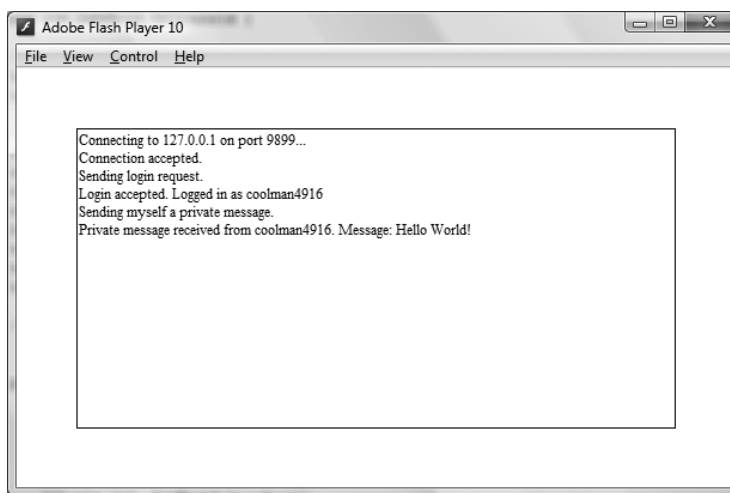 Adobe Flash Player 10
File View Control Help
Connecting to 127.0.0.1 on port 9899...
Connection accepted.
Sending login request.
Login accepted. Logged in as coolman4916
Sending myself a private message.
Private message received from coolman4916. Message: Hello World!